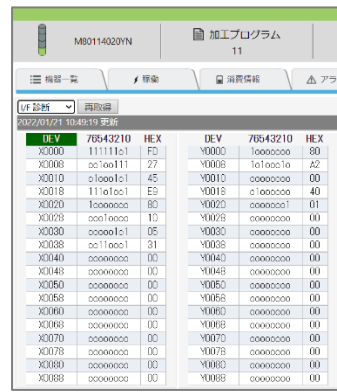 M80114020YN 加工プログラム
11
機器一覧 稼働 消費情報 アラ
I/F診断 再取得
2022/01/21 10:49:19 更新
DEV 76543210 HEX DEV 76543210 HEX
X0000 111111o1 FD Y0000 1ooooooo 80
X0008 oo1oo111 27 Y0008 1o1ooo1o A2
X0010 o1ooo1o1 45 Y0010 oooooooo 00
X0018 111o1oo1 E9 Y0018 o1oooooo 40
X0020 1ooooooo 80 Y0020 ooooooo1 01
X0028 ooo1oooo 10 Y0028 oooooooo 00
X0030 ooooo1o1 05 Y0030 oooooooo 00
X0038 oo11ooo1 31 Y0038 oooooooo 00
X0040 oooooooo 00 Y0040 oooooooo 00
X0048 oooooooo 00 Y0048 oooooooo 00
X0050 oooooooo 00 Y0050 oooooooo 00
X0058 oooooooo 00 Y0058 oooooooo 00
X0060 oooooooo 00 Y0060 oooooooo 00
X0068 oooooooo 00 Y0068 oooooooo 00
X0070 oooooooo 00 Y0070 oooooooo 00
X0078 oooooooo 00 Y0078 oooooooo 00
X0080 oooooooo 00 Y0080 oooooooo 00
X0088 oooooooo 00 Y0088 oooooooo 00